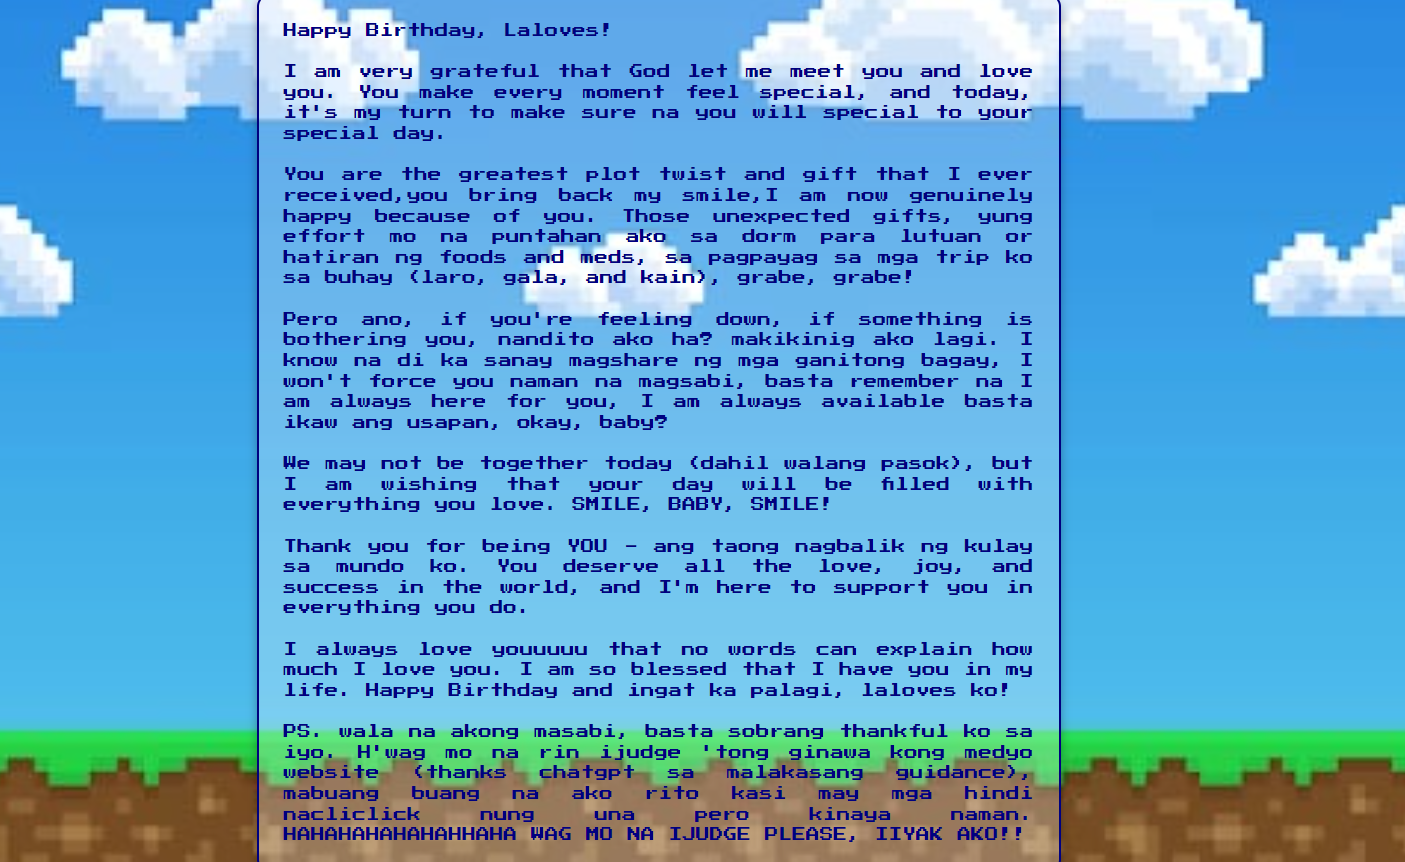 Happy Birthday, Laloves!
I am very grateful that God let me meet you and love
you. You make every moment feel special, and today,
it's my turn to make sure na you will special to your
special day.
You are the greatest plot twist and gift that I ever
received,you bring back my smile,I am now genuinely
happy because of you. Those unexpected gifts, yung
effort mo na puntahan ako sa dorm para lutuan or
hatiran ng foods and meds, sa pagpayag sa mga trip ko
sa buhay (laro, gala, and kain), grabe, grabe!
Pero ano, if you're feeling down, if something is
bothering you, nandito ako ha? makikinig ako lagi. I
know na di ka sanay magshare ng mga ganitong bagay, I
won't force you naman na magsabi, basta remember na I
am always here for you, I am always available basta
ikaw ang usapan, okay, baby?
We may not be together today (dahil walang pasok), but
I am wishing that your day will be filled with
everything you love. SMILE, BABY, SMILE!
Thank you for being YOU - ang taong nagbalik ng kulay
sa mundo ko. You deserve all the love, joy, and
success in the world, and I'm here to support you in
everything you do.
I always love youuuuu that no words can explain how
much I love you. I am so blessed that I have you in my
life. Happy Birthday and ingat ka palagi, laloves ko!
PS. wala na akong masabi, basta sobrang thankful ko sa
iyo. H'wag mo na rin ijudge 'tong ginawa kong medyo
website (thanks chatgpt sa malakasang guidance),
mabuang buang na ako rito kasi may mga hindi
nacliclick nung una pero kinaya naman.
HAHAHAHAHAHAHHAHA WAG MO NA IJUDGE PLEASE, IIYAK AKO!!